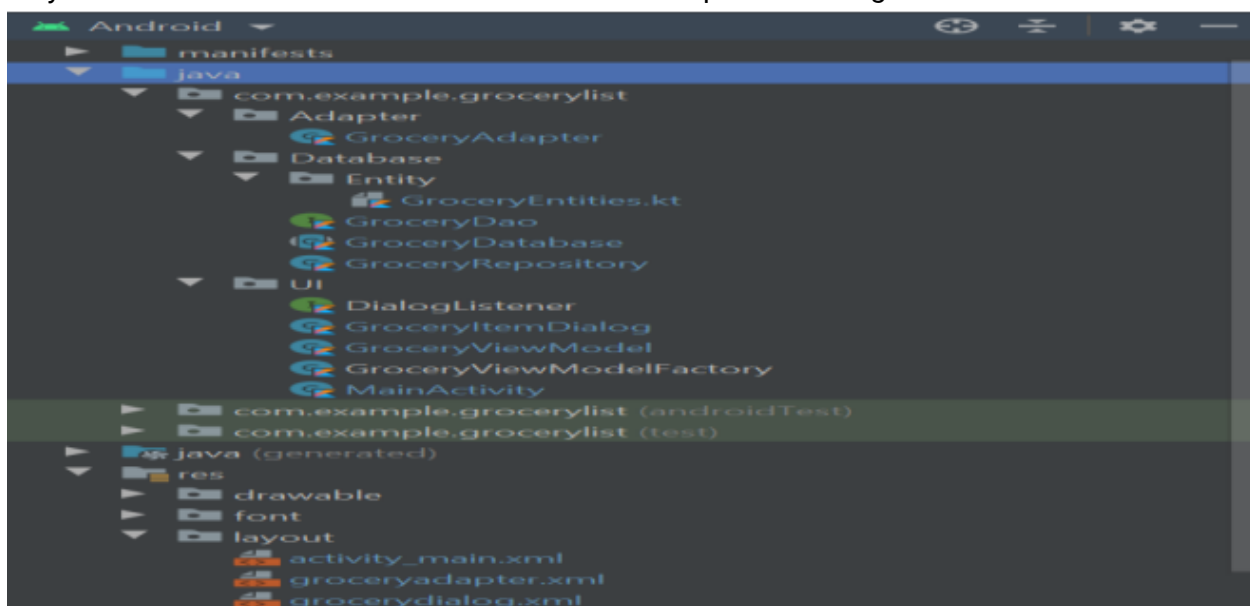 Android
manifests
java
com.example.grocerylist
Adapter
GroceryAdapter
Database
Entity
GroceryEntities.kt
GroceryDao
GroceryDatabase
GroceryRepository
UI
DialogListener
GroceryItemDialog
GroceryViewModel
GroceryViewModelFactory
MainActivity
com.example.grocerylist (androidTest)
com.example.grocerylist (test)
java (generated)
res
drawable
font
layout
activity_main.xml
groceryadapter.xml
grocerydialog.xml